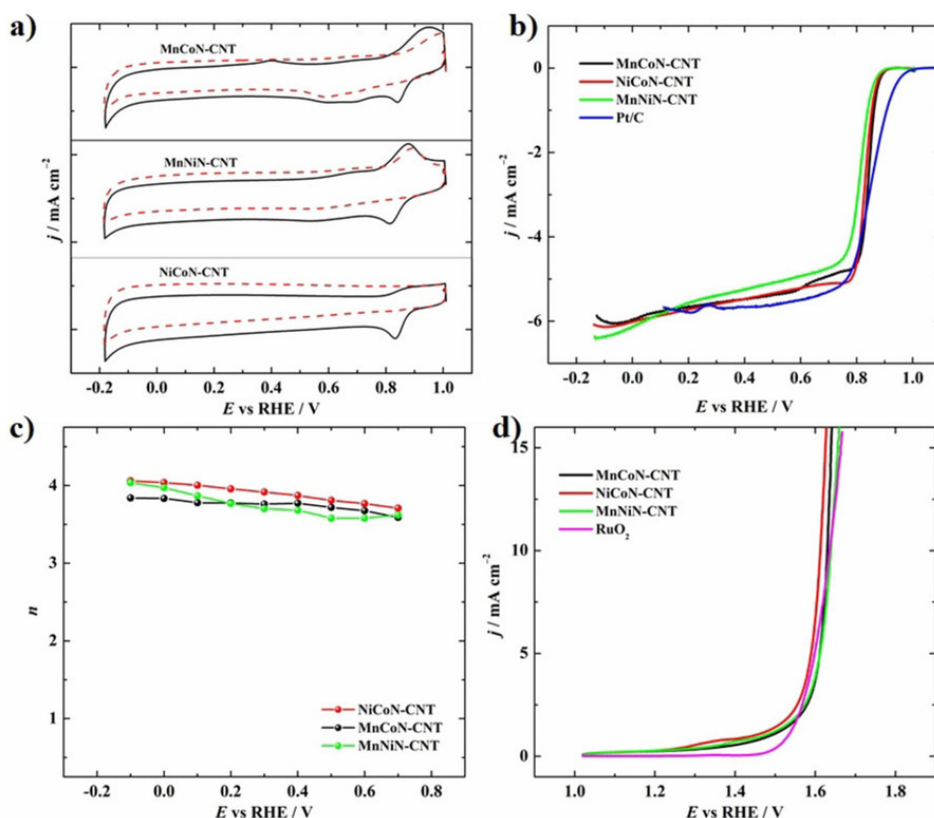 a)
MnCoN-CNT
MnNiN-CNT
NiCoN-CNT
j / mA cm⁻²
-0.2 0.0 0.2 0.4 0.6 0.8 1.0
E vs RHE / V
b)
MnCoN-CNT
NiCoN-CNT
MnNiN-CNT
Pt/C
j / mA cm⁻²
0
-2
-4
-6
-0.2 0.0 0.2 0.4 0.6 0.8 1.0
E vs RHE / V
c)
n
4
3
2
1
NiCoN-CNT
MnCoN-CNT
MnNiN-CNT
-0.2 0.0 0.2 0.4 0.6 0.8
E vs RHE / V
d)
MnCoN-CNT
NiCoN-CNT
MnNiN-CNT
RuO₂
j / mA cm⁻²
15
10
5
0
1.0 1.2 1.4 1.6 1.8
E vs RHE / V